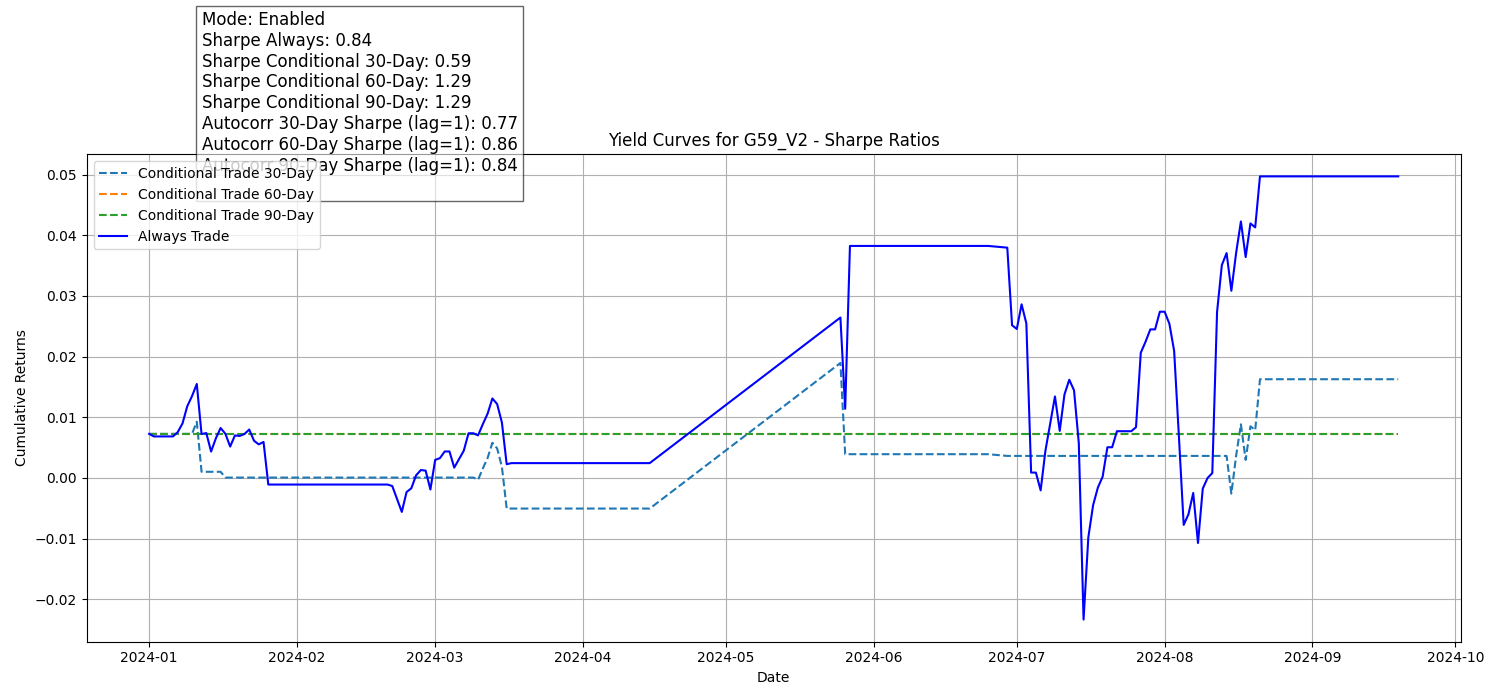 Mode: Enabled
Sharpe Always: 0.84
Sharpe Conditional 30-Day: 0.59
Sharpe Conditional 60-Day: 1.29
Sharpe Conditional 90-Day: 1.29
Autocorr 30-Day Sharpe (lag=1): 0.77
Autocorr 60-Day Sharpe (lag=1): 0.86
Autocorr 90-Day Sharpe (lag=1): 0.84
Yield Curves for G59_V2 - Sharpe Ratios
Conditional Trade 30-Day
Conditional Trade 60-Day
Conditional Trade 90-Day
Always Trade
Cumulative Returns
0.05
0.04
0.03
0.02
0.01
0.00
−0.01
−0.02
2024-01 2024-02 2024-03 2024-04 2024-05 2024-06 2024-07 2024-08 2024-09 2024-10
Date